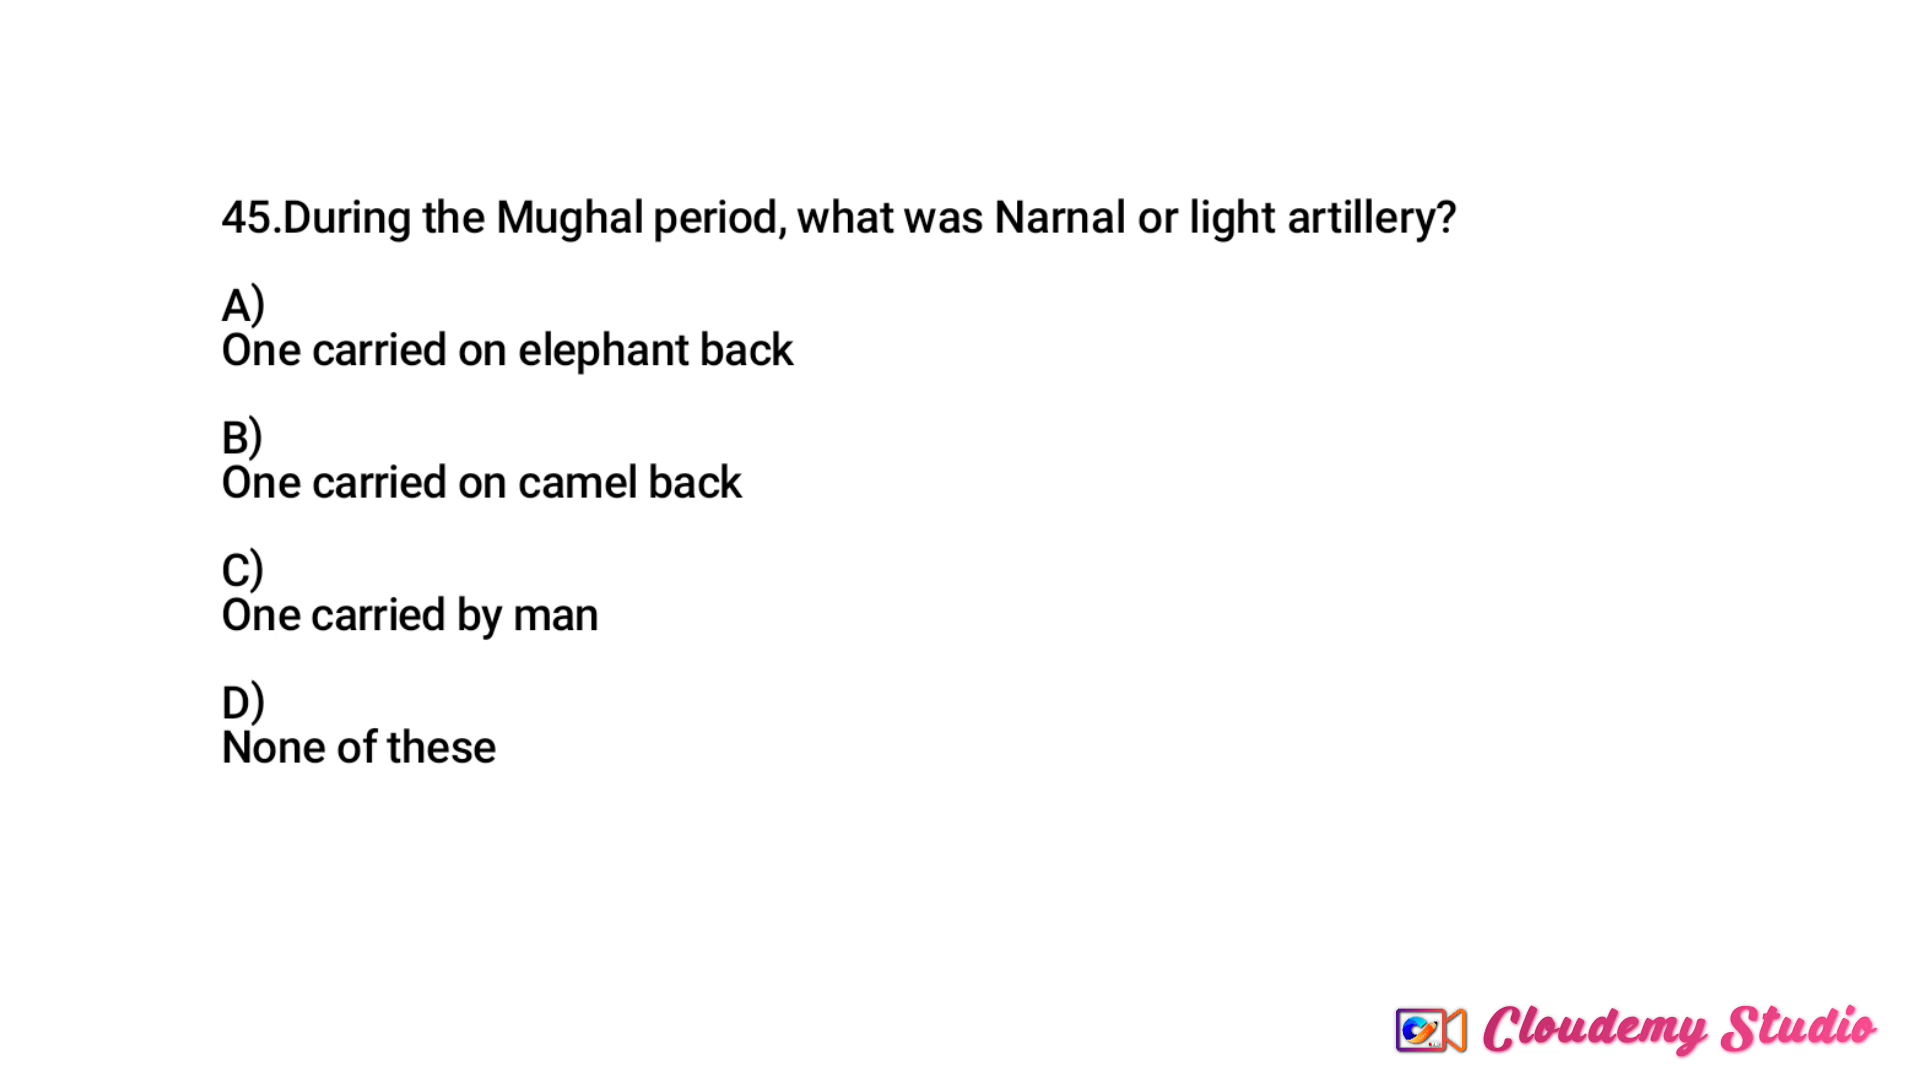 45.During the Mughal period, what was Narnal or light artillery?
A)
One carried on elephant back
B)
One carried on camel back
C)
One carried by man
D)
None of these
Cloudemy Studio